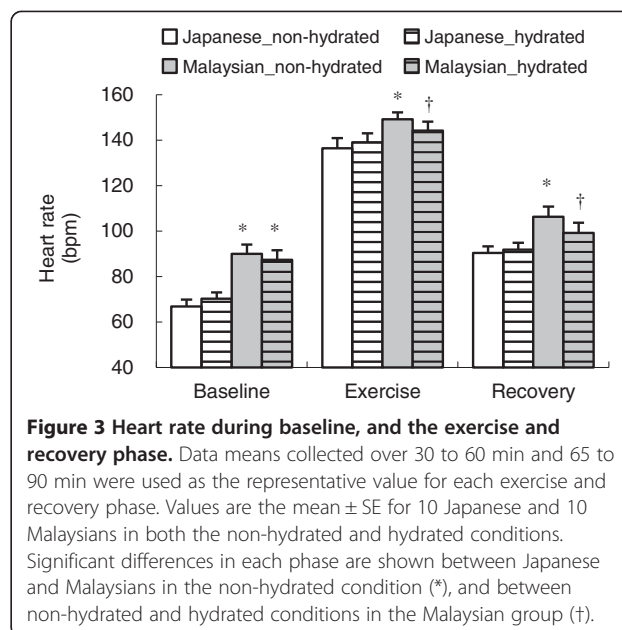 Japanese_non-hydrated Japanese_hydrated
Malaysian_non-hydrated Malaysian_hydrated
160
140
120
100
80
60
40
Heart rate
(bpm)
* *
* †
* †
Baseline Exercise Recovery
Figure 3 Heart rate during baseline, and the exercise and
recovery phase. Data means collected over 30 to 60 min and 65 to
90 min were used as the representative value for each exercise and
recovery phase. Values are the mean ± SE for 10 Japanese and 10
Malaysians in both the non-hydrated and hydrated conditions.
Significant differences in each phase are shown between Japanese
and Malaysians in the non-hydrated condition (*), and between
non-hydrated and hydrated conditions in the Malaysian group (†).